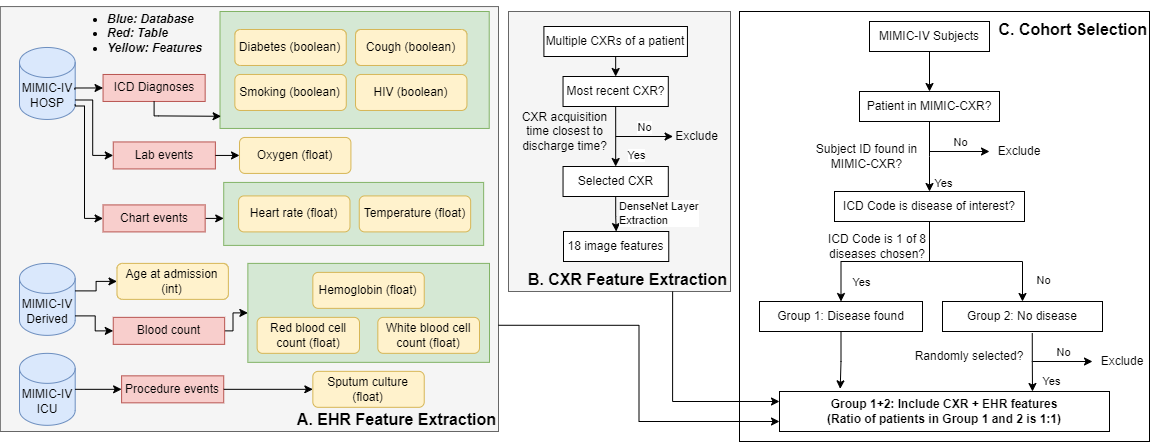 Blue: Database
Red: Table
Yellow: Features
MIMIC-IV
HOSP
ICD Diagnoses
Diabetes (boolean)
Cough (boolean)
Smoking (boolean)
HIV (boolean)
Lab events
Oxygen (float)
Chart events
Heart rate (float)
Temperature (float)
MIMIC-IV
Derived
Age at admission
(int)
Blood count
Hemoglobin (float)
Red blood cell
count (float)
White blood cell
count (float)
MIMIC-IV
ICU
Procedure events
Sputum culture
(float)
A. EHR Feature Extraction
Multiple CXRs of a patient
Most recent CXR?
CXR acquisition
time closest to
discharge time?
No
Exclude
Yes
Selected CXR
DenseNet Layer
Extraction
18 image features
B. CXR Feature Extraction
C. Cohort Selection
MIMIC-IV Subjects
Patient in MIMIC-CXR?
Subject ID found in
MIMIC-CXR?
No
Exclude
Yes
ICD Code is disease of interest?
ICD Code is 1 of 8
diseases chosen?
Yes
No
Group 1: Disease found
Group 2: No disease
Randomly selected?
No
Exclude
Yes
Group 1+2: Include CXR + EHR features
(Ratio of patients in Group 1 and 2 is 1:1)